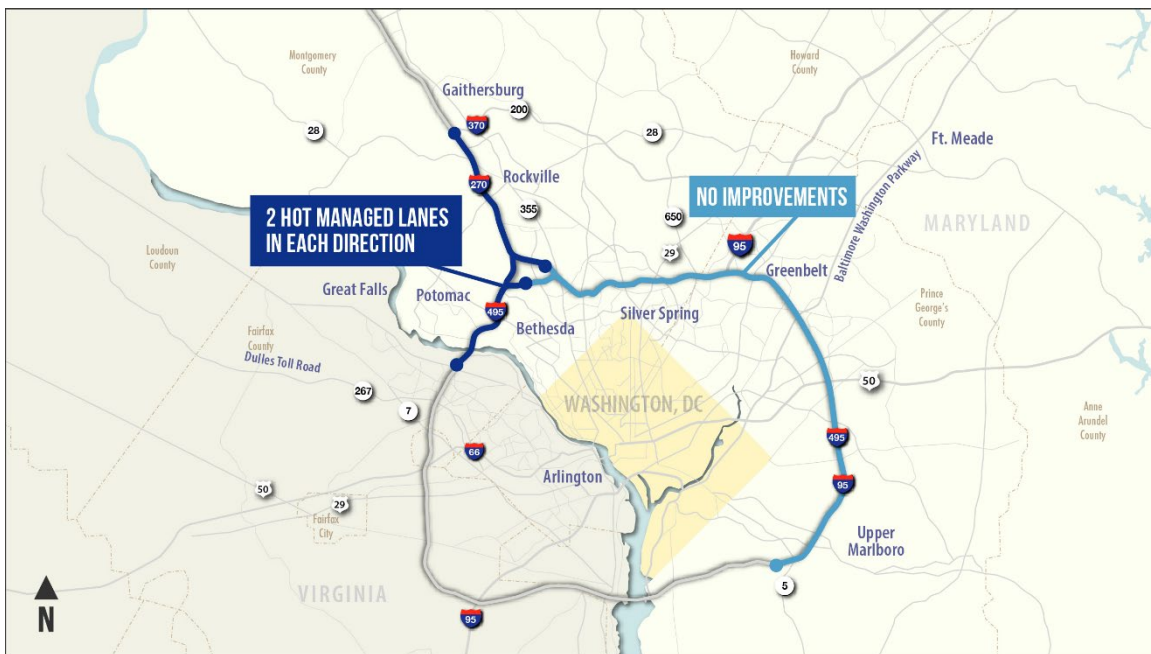 Montgomery
County
Howard
County
Gaithersburg
370
200
28
28
Ft. Meade
270
Rockville
355
650
NO IMPROVEMENTS
Baltimore Washington Parkway
MARYLAND
2 HOT MANAGED LANES
IN EACH DIRECTION
29
95
Greenbelt
Loudoun
County
Great Falls
Potomac
495
Bethesda
Silver Spring
Prince
George's
County
Fairfax
County
Dulles Toll Road
267
7
50
WASHINGTON, DC
Anne
Arundel
County
66
495
Arlington
95
50
29
Fairfax
City
Upper
Marlboro
5
VIRGINIA
95
N